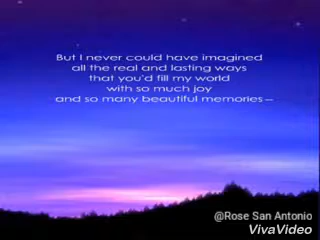 But I never could have imagined
all the real and lasting ways
that you'd fill my world
with so much joy
and so many beautiful memories--
@Rose San Antonio
VivaVideo